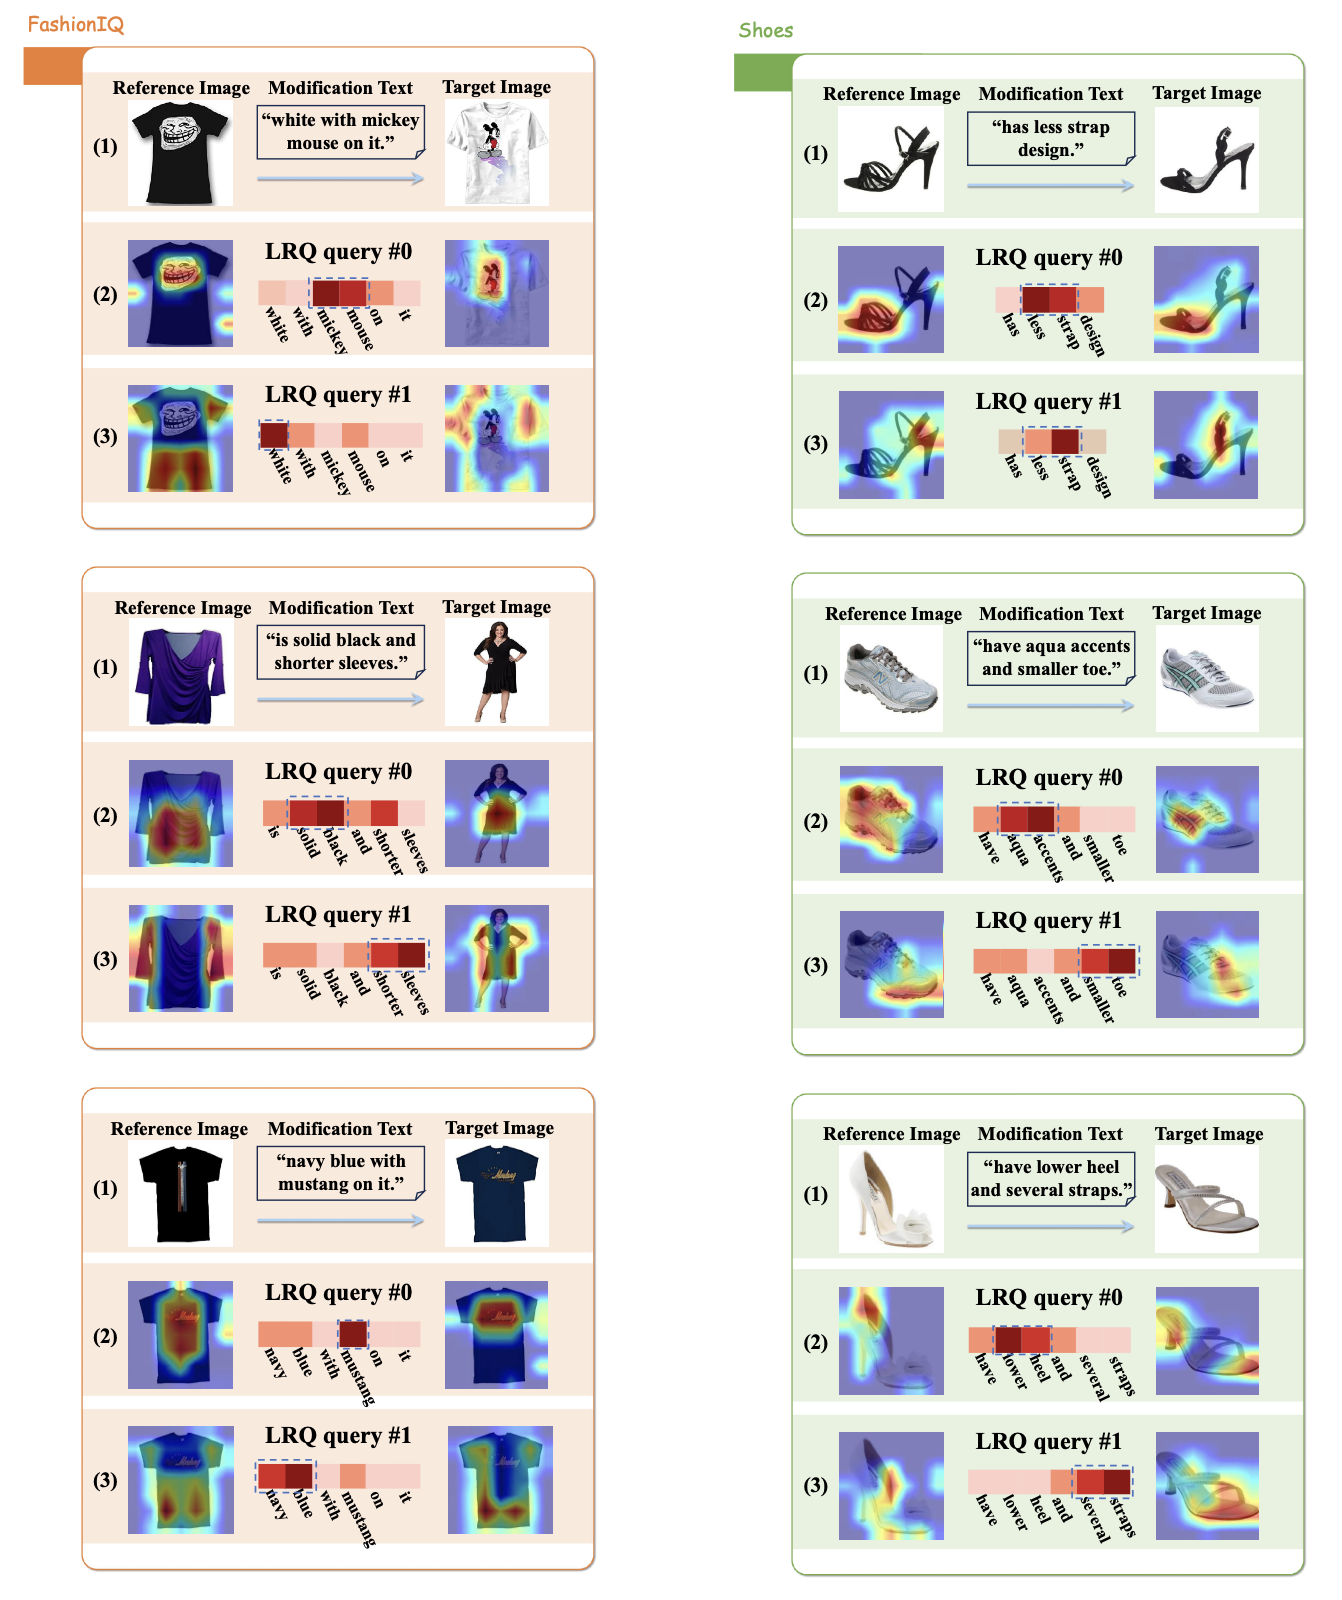 FashionIQ
Reference Image Modification Text Target Image
(1)
“white with mickey
mouse on it.”
(2)
LRQ query #0
white with mickey mouse on it
(3)
LRQ query #1
white with mickey mouse on it
Reference Image Modification Text Target Image
(1)
“is solid black and
shorter sleeves.”
(2)
LRQ query #0
is solid black and shorter sleeves
(3)
LRQ query #1
is solid black and shorter sleeves
Reference Image Modification Text Target Image
(1)
“navy blue with
mustang on it.”
Mustang
(2)
LRQ query #0
navy blue with mustang on it
(3)
LRQ query #1
navy blue with mustang on it
Shoes
Reference Image Modification Text Target Image
(1)
“has less strap
design.”
(2)
LRQ query #0
has less strap design
(3)
LRQ query #1
has less strap design
Reference Image Modification Text Target Image
(1)
“have aqua accents
and smaller toe.”
N
(2)
LRQ query #0
have aqua accents and smaller toe
(3)
LRQ query #1
have aqua accents and smaller toe
Reference Image Modification Text Target Image
(1)
“have lower heel
and several straps.”
(2)
LRQ query #0
have lower heel and several straps
(3)
LRQ query #1
have lower heel and several straps